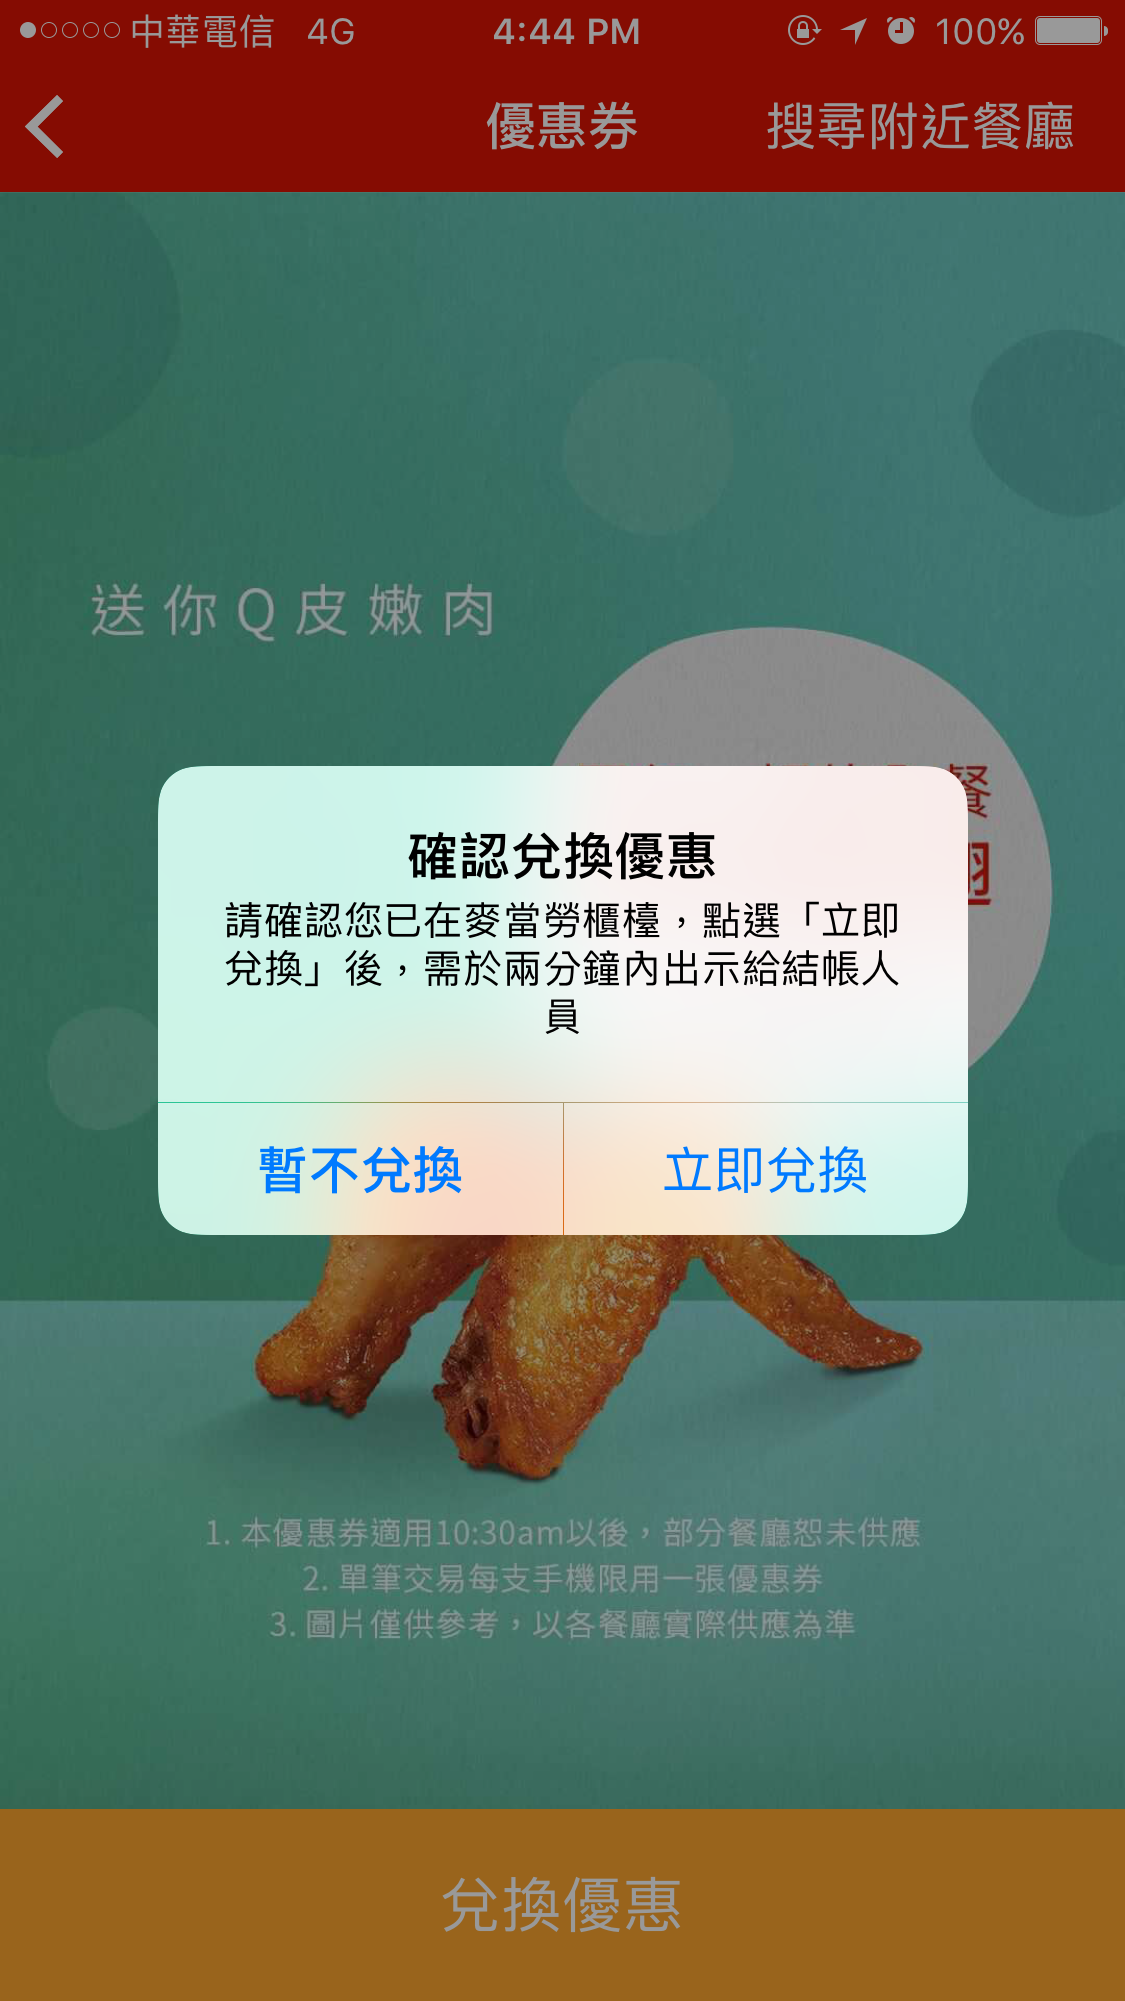 中華電信 4G 4:44 PM 100%
優惠券 搜尋附近餐廳
送你Q皮嫩肉
餐
翅
確認兌換優惠
請確認您已在麥當勞櫃檯，點選「立即
兌換」後，需於兩分鐘內出示給結帳人
員
暫不兌換 立即兌換
1. 本優惠券適用10:30am以後，部分餐廳恕未供應
2. 單筆交易每支手機限用一張優惠券
3. 圖片僅供參考，以各餐廳實際供應為準
兌換優惠